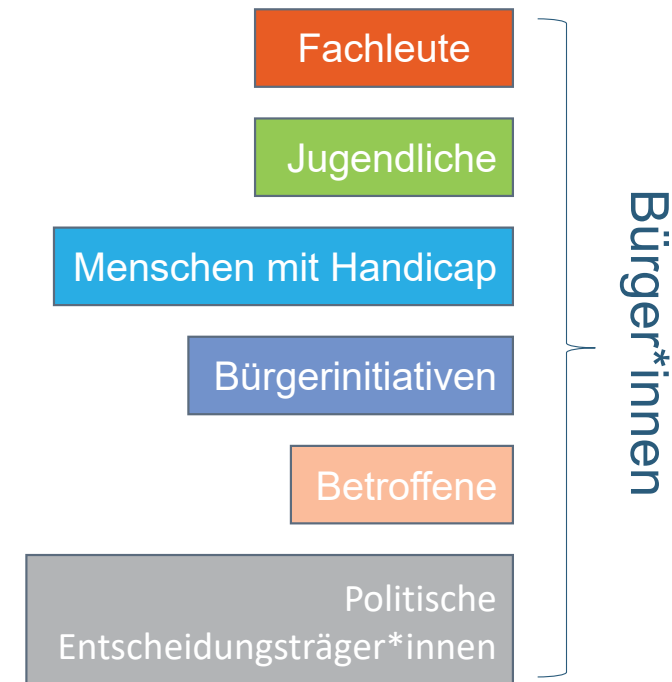 Fachleute
Jugendliche
Menschen mit Handicap
Bürgerinitiativen
Betroffene
Politische
Entscheidungsträger*innen
Bürger*innen